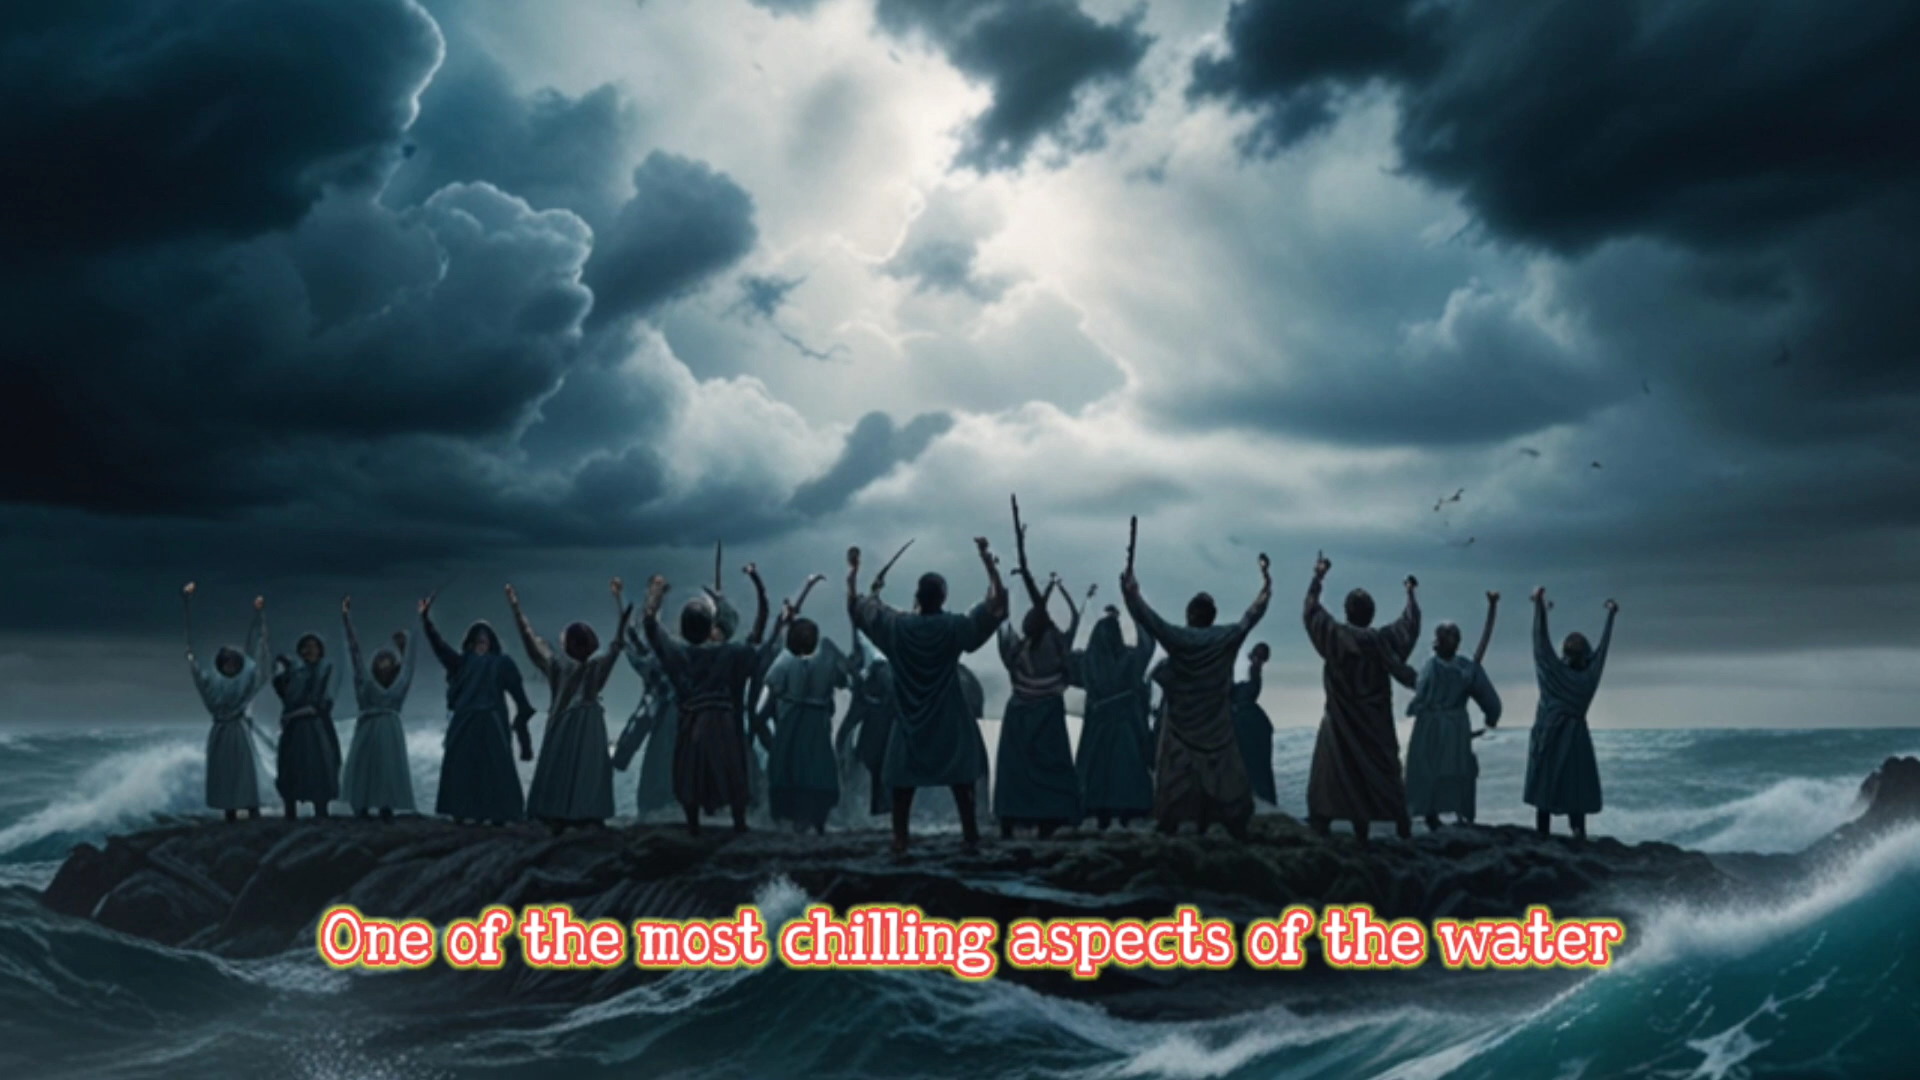 One of the most chilling aspects of the water